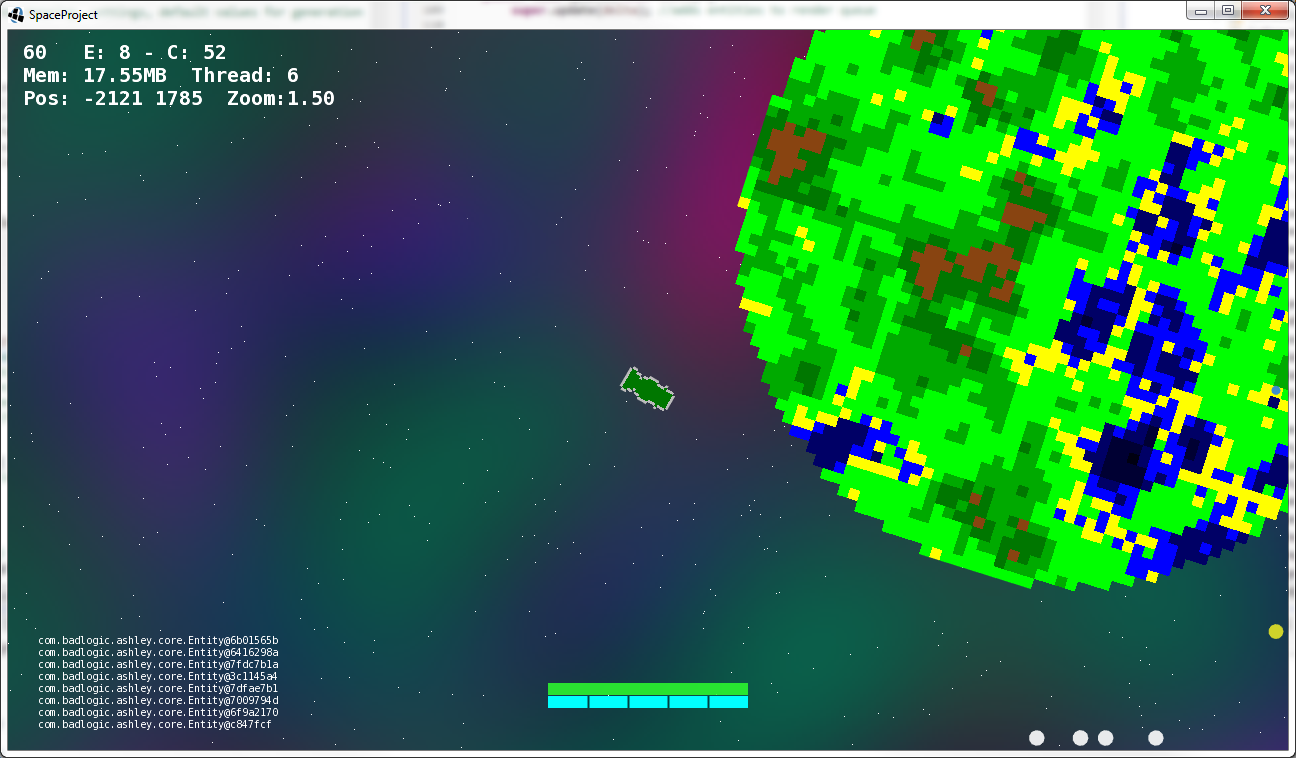 SpaceProject
60 E: 8 - C: 52
Mem: 17.55MB Thread: 6
Pos: -2121 1785 Zoom:1.50
com.badlogic.ashley.core.Entity@6b01565b
com.badlogic.ashley.core.Entity@6416298a
com.badlogic.ashley.core.Entity@7fdc7b1a
com.badlogic.ashley.core.Entity@3c1145a4
com.badlogic.ashley.core.Entity@7dfae7b1
com.badlogic.ashley.core.Entity@7009794d
com.badlogic.ashley.core.Entity@6f9a2170
com.badlogic.ashley.core.Entity@c847fcf